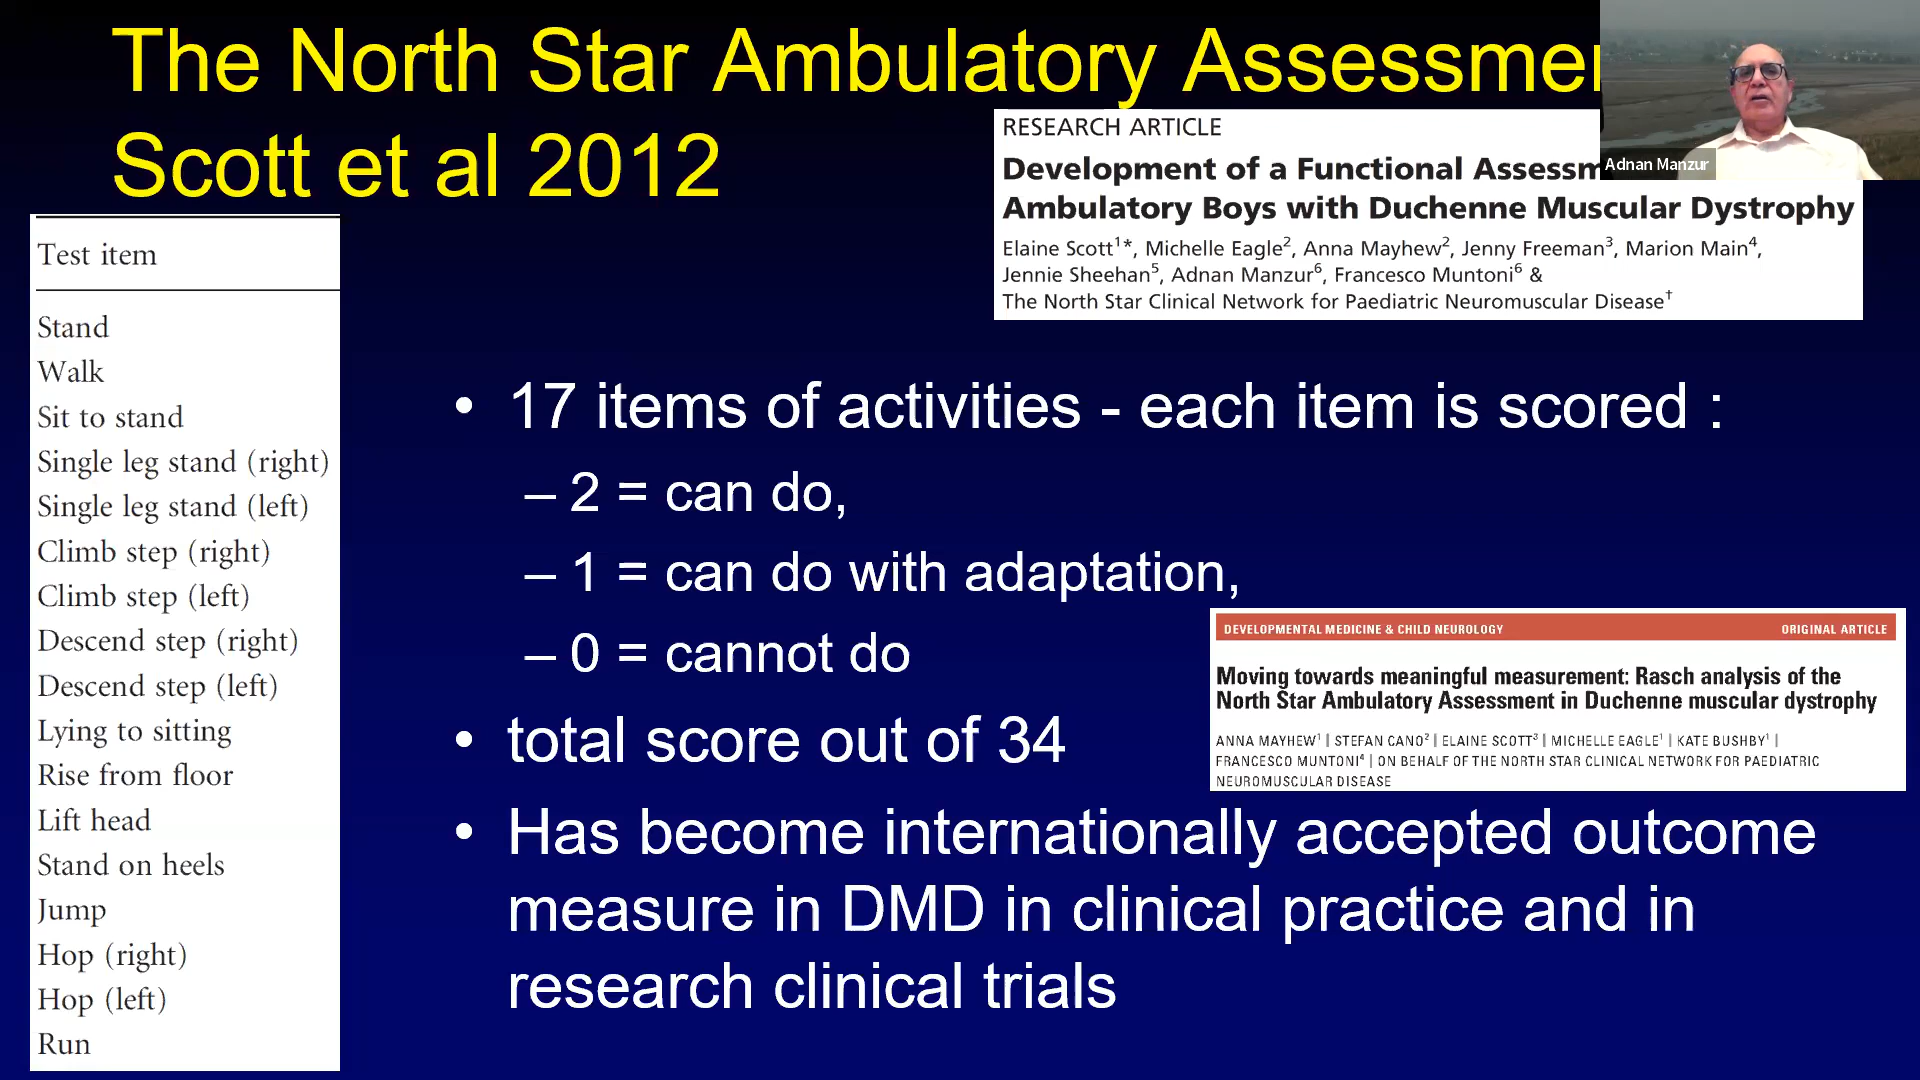 The North Star Ambulatory Assessme
Scott et al 2012
Adnan Manzur
RESEARCH ARTICLE
Development of a Functional Assessm
Ambulatory Boys with Duchenne Muscular Dystrophy
Elaine Scott1*, Michelle Eagle2, Anna Mayhew2, Jenny Freeman3, Marion Main4,
Jennie Sheehan5, Adnan Manzur6, Francesco Muntoni6 &
The North Star Clinical Network for Paediatric Neuromuscular Disease†
Test item
Stand
Walk
Sit to stand
Single leg stand (right)
Single leg stand (left)
Climb step (right)
Climb step (left)
Descend step (right)
Descend step (left)
Lying to sitting
Rise from floor
Lift head
Stand on heels
Jump
Hop (right)
Hop (left)
Run
• 17 items of activities - each item is scored :
– 2 = can do,
– 1 = can do with adaptation,
– 0 = cannot do
• total score out of 34
• Has become internationally accepted outcome
measure in DMD in clinical practice and in
research clinical trials
DEVELOPMENTAL MEDICINE & CHILD NEUROLOGY ORIGINAL ARTICLE
Moving towards meaningful measurement: Rasch analysis of the
North Star Ambulatory Assessment in Duchenne muscular dystrophy
ANNA MAYHEW1 | STEFAN CANO2 | ELAINE SCOTT3 | MICHELLE EAGLE1 | KATE BUSHBY1 |
FRANCESCO MUNTONI4 | ON BEHALF OF THE NORTH STAR CLINICAL NETWORK FOR PAEDIATRIC
NEUROMUSCULAR DISEASE